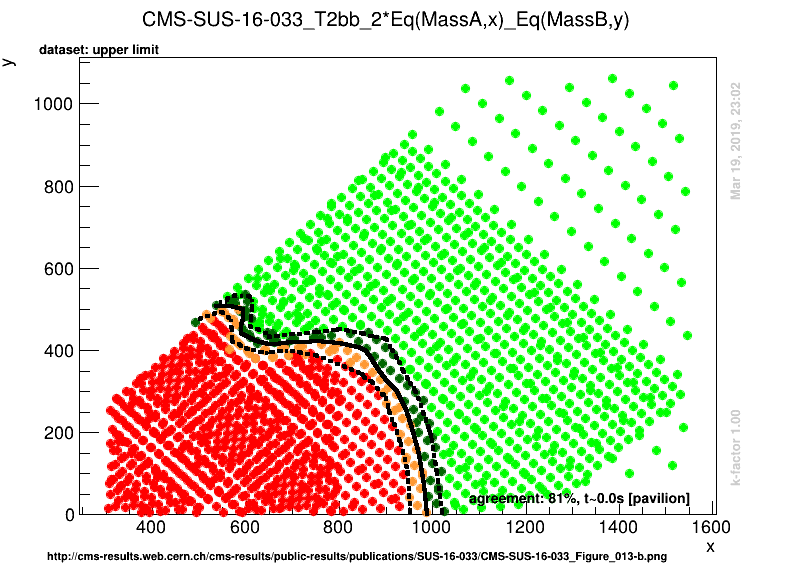 CMS-SUS-16-033_T2bb_2*Eq(MassA,x)_Eq(MassB,y)
dataset: upper limit
y
1000
800
600
400
200
0
400
600
800
1000
1200
1400
1600
x
Mar 19, 2019, 23:02
k-factor 1.00
agreement: 81%, t~0.0s [pavilion]
http://cms-results.web.cern.ch/cms-results/public-results/publications/SUS-16-033/CMS-SUS-16-033_Figure_013-b.png